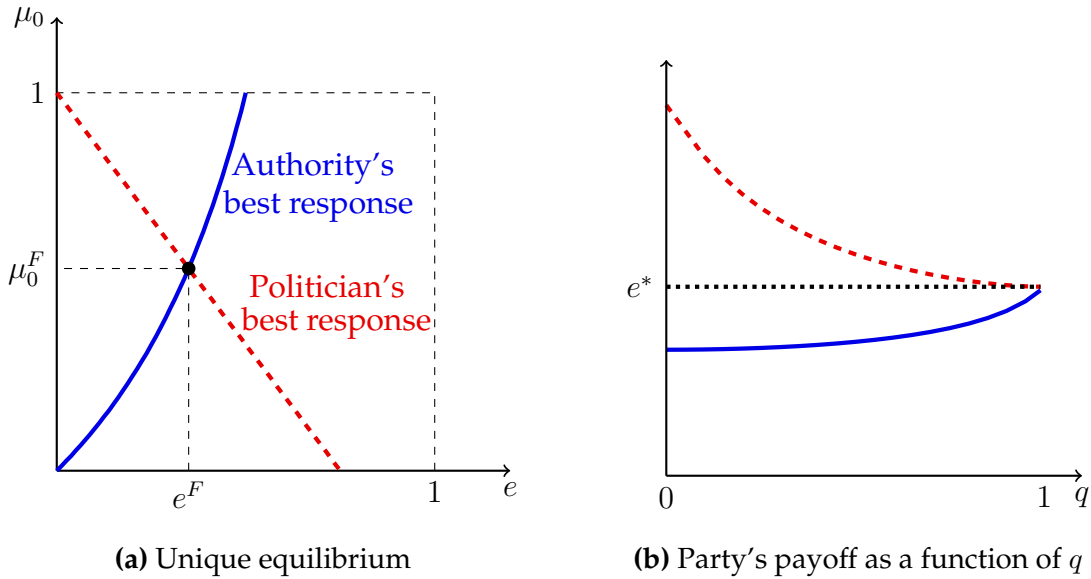 μ₀
1
Authority's
best response
μ₀ᶠ
Politician's
best response
eᶠ
1
e
(a) Unique equilibrium
e*
0
1
q
(b) Party's payoff as a function of q